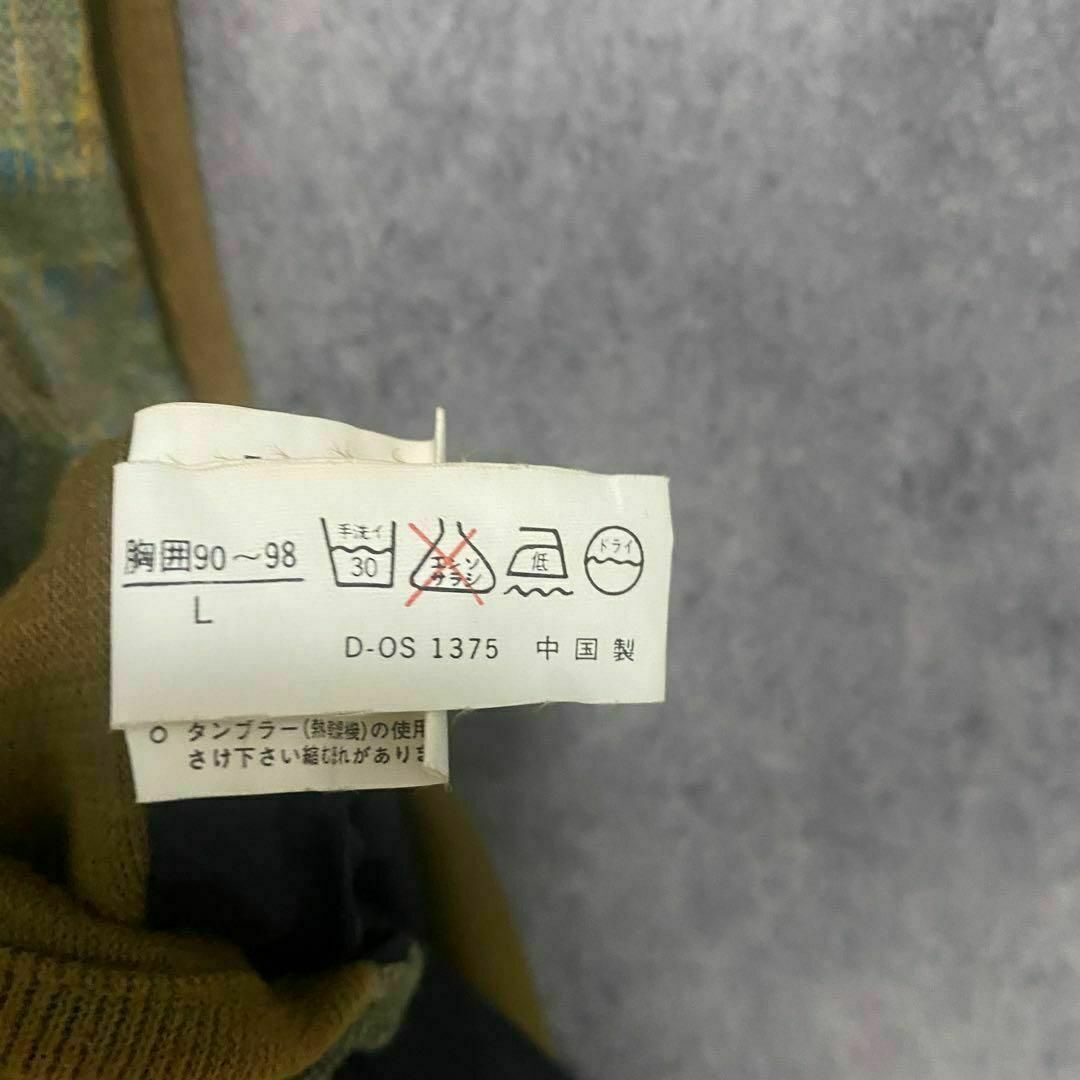 胸囲90～98
L
手洗イ
30
エンソ
サラシ
低
ドライ
D-OS 1375 中国製
○ タンブラー(熱乾燥機)の使用
さけ下さい縮む恐れがありま